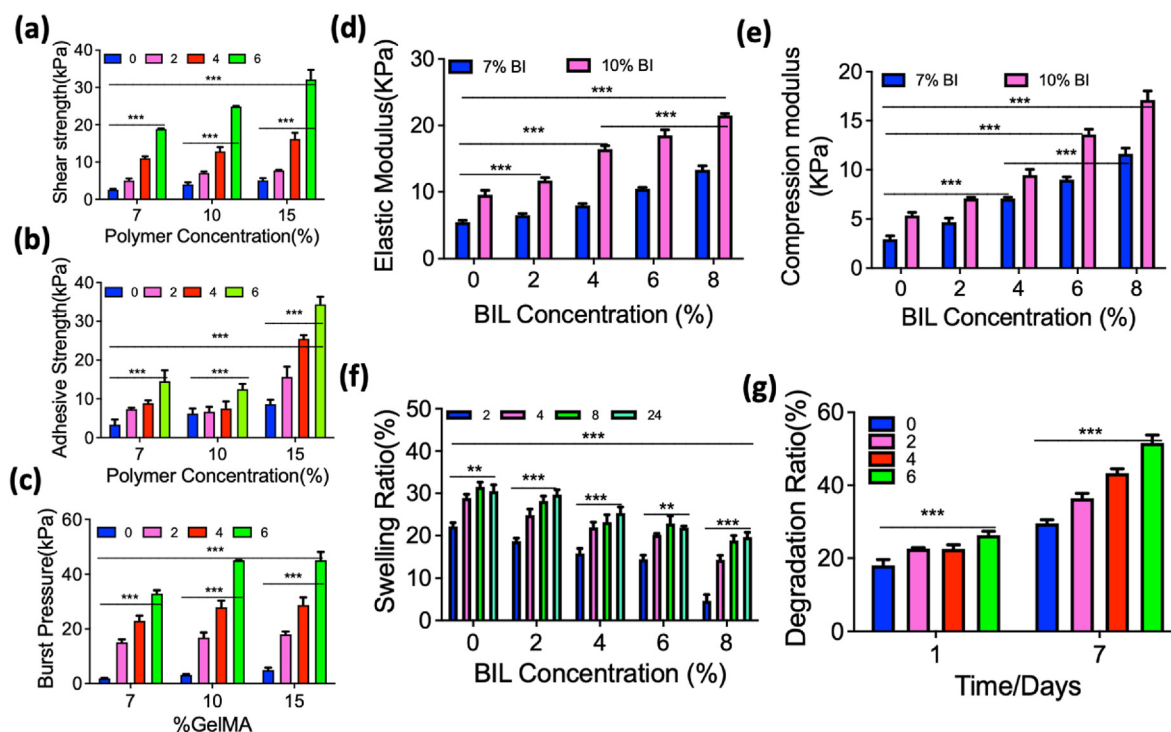 (a)
Shear strength(kPa)
40
30
20
10
0
0 2 4 6
***
***
***
***
7 10 15
Polymer Concentration(%)
(b)
Adhesive Strength(kPa)
40
30
20
10
0
0 2 4 6
***
***
***
***
7 10 15
Polymer Concentration(%)
(c)
Burst Pressure(kPa)
60
40
20
0
0 2 4 6
***
***
***
***
7 10 15
%GelMA
(d)
Elastic Modulus(KPa)
30
20
10
0
7% BI 10% BI
***
***
***
***
0 2 4 6 8
BIL Concentration (%)
(e)
Compression modulus
(KPa)
20
15
10
5
0
7% BI 10% BI
***
***
***
***
0 2 4 6 8
BIL Concentration (%)
(f)
Swelling Ratio(%)
50
40
30
20
10
0
2 4 8 24
***
**
***
***
**
***
0 2 4 6 8
BIL Concentration (%)
(g)
Degradation Ratio(%)
60
40
20
0
0
2
4
6
***
***
1 7
Time/Days